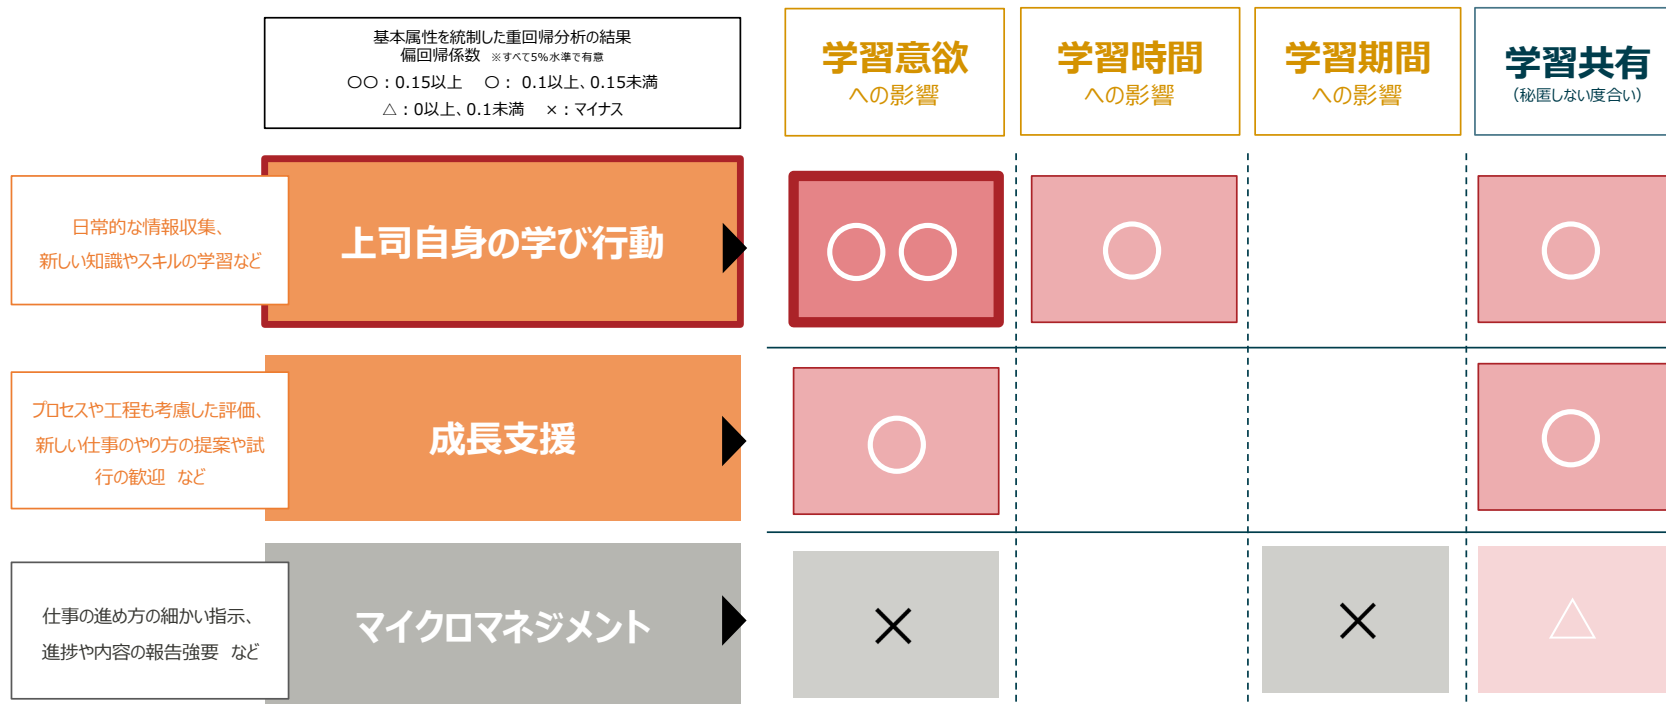 基本属性を統制した重回帰分析の結果
偏回帰係数 ※すべて5%水準で有意
〇〇：0.15以上 〇： 0.1以上、0.15未満
△：0以上、0.1未満 ×：マイナス
学習意欲
への影響
学習時間
への影響
学習期間
への影響
学習共有
（秘匿しない度合い）
日常的な情報収集、
新しい知識やスキルの学習など
上司自身の学び行動
〇〇
〇
〇
プロセスや工程も考慮した評価、
新しい仕事のやり方の提案や試
行の歓迎 など
成長支援
〇
〇
仕事の進め方の細かい指示、
進捗や内容の報告強要 など
マイクロマネジメント
×
×
△